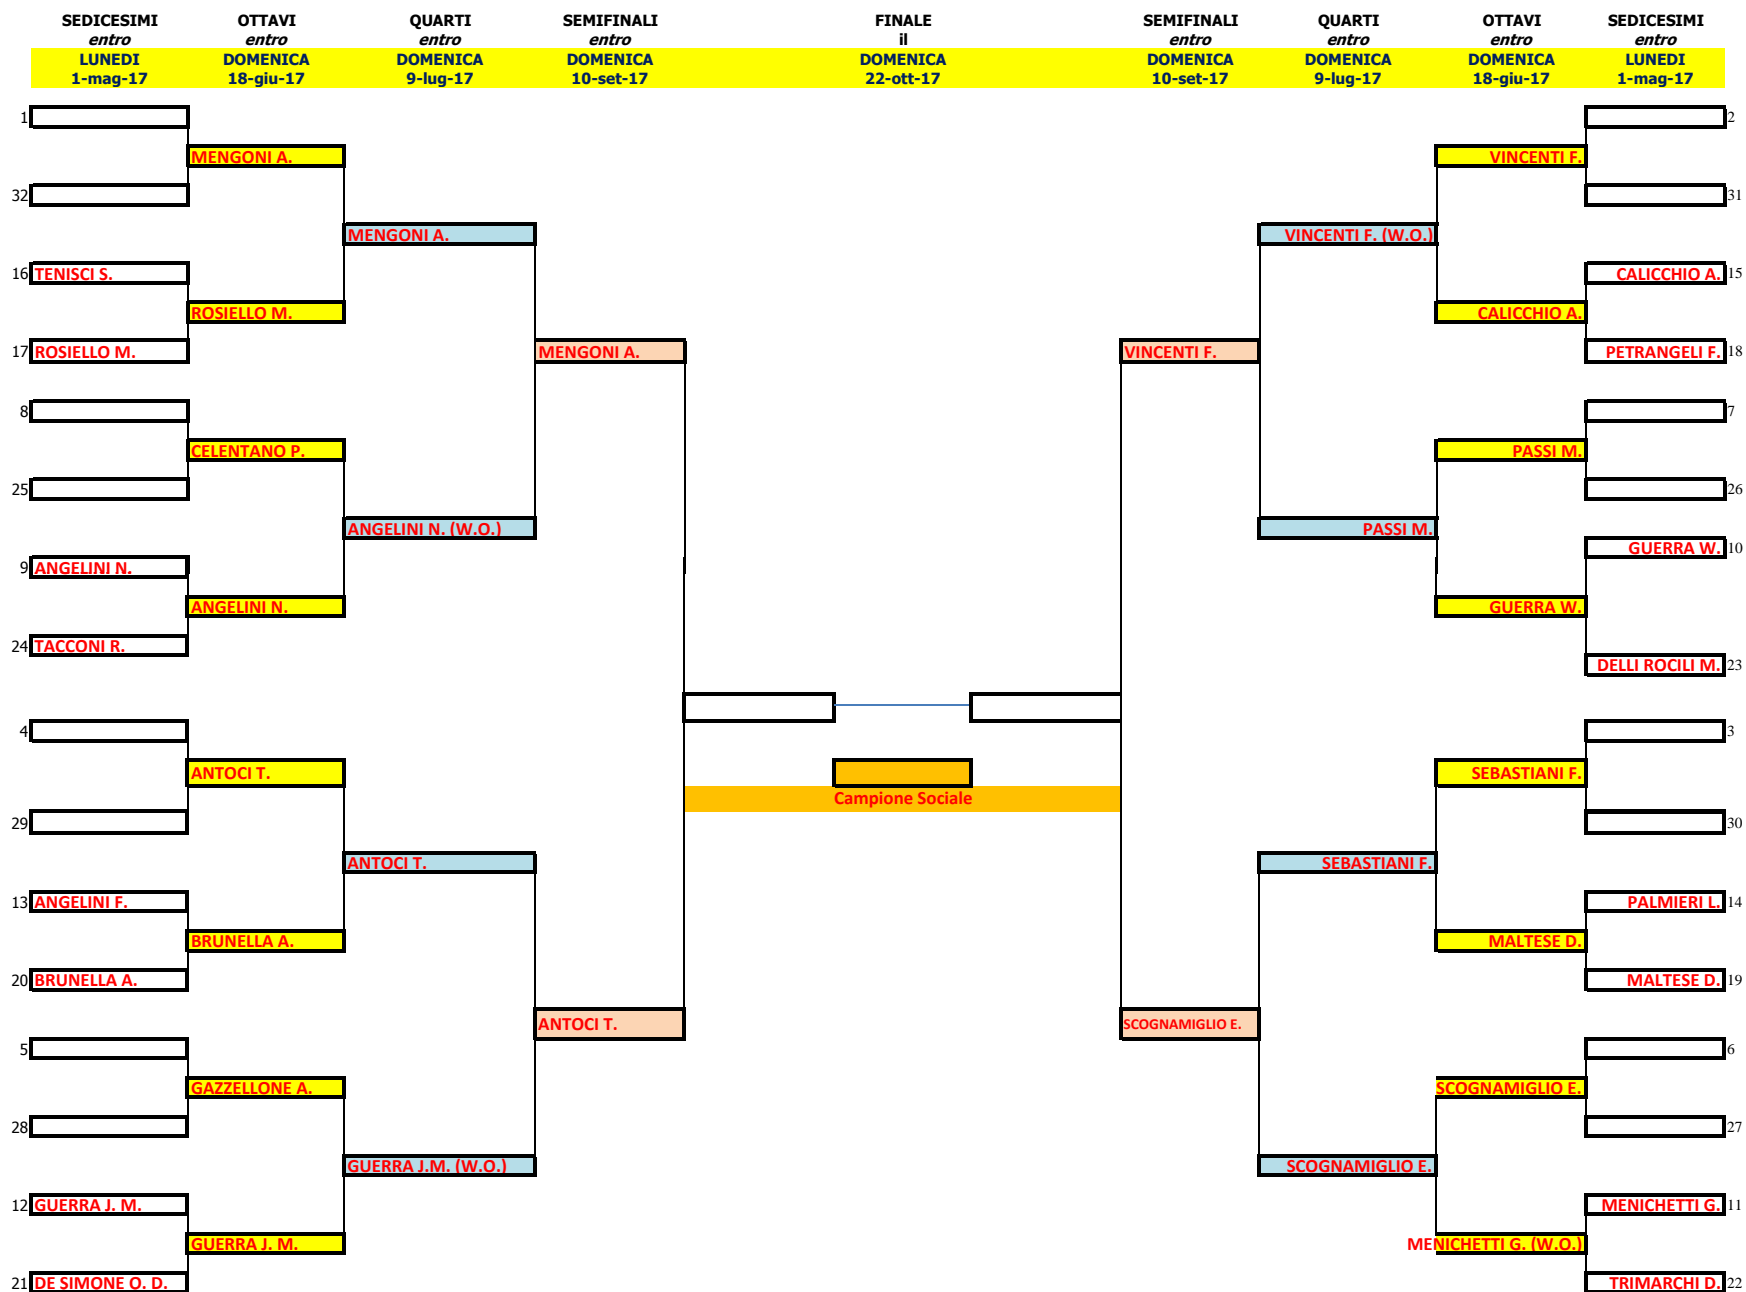 SEDICESIMI OTTAVI QUARTI SEMIFINALI FINALE SEMIFINALI QUARTI OTTAVI SEDICESIMI
entro entro entro entro il entro entro entro entro
LUNEDI DOMENICA DOMENICA DOMENICA DOMENICA DOMENICA DOMENICA DOMENICA LUNEDI
1-mag-17 18-giu-17 9-lug-17 10-set-17 22-ott-17 10-set-17 9-lug-17 18-giu-17 1-mag-17
1 2
MENGONI A. VINCENTI F.
32 31
MENGONI A. VINCENTI F. (W.O.)
16 TENISCI S. CALICCHIO A. 15
ROSIELLO M. CALICCHIO A.
17 ROSIELLO M. MENGONI A. VINCENTI F. PETRANGELI F. 18
8 7
CELENTANO P. PASSI M.
25 26
ANGELINI N. (W.O.) PASSI M.
GUERRA W. 10
9 ANGELINI N.
ANGELINI N. GUERRA W.
24 TACCONI R.
DELLI ROCILI M. 23
4 3
ANTOCI T. SEBASTIANI F.
Campione Sociale
29 30
ANTOCI T. SEBASTIANI F.
13 ANGELINI F. PALMIERI L. 14
BRUNELLA A. MALTESE D.
20 BRUNELLA A. MALTESE D. 19
ANTOCI T. SCOGNAMIGLIO E.
5 6
GAZZELLONE A. SCOGNAMIGLIO E.
28 27
GUERRA J.M. (W.O.) SCOGNAMIGLIO E.
12 GUERRA J. M. MENICHETTI G. 11
GUERRA J. M. MENICHETTI G. (W.O.)
21 DE SIMONE O. D. TRIMARCHI D. 22